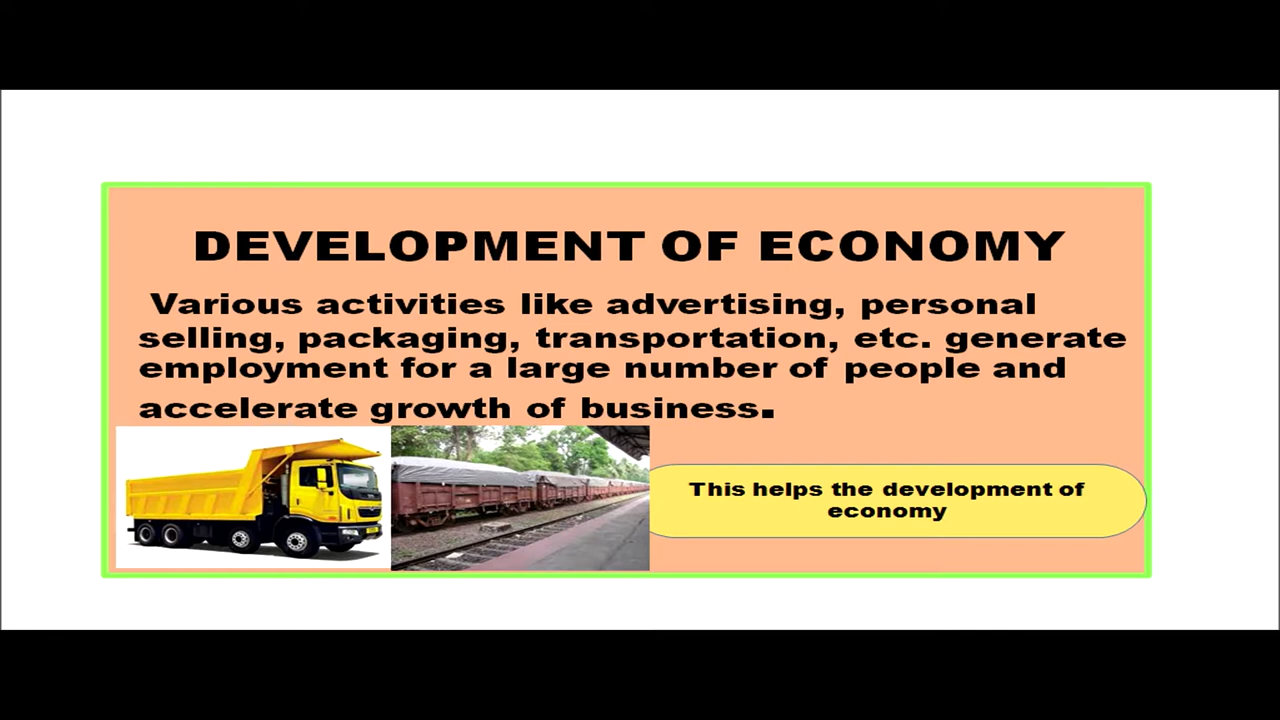 DEVELOPMENT OF ECONOMY
Various activities like advertising, personal
selling, packaging, transportation, etc. generate
employment for a large number of people and
accelerate growth of business.
This helps the development of
economy